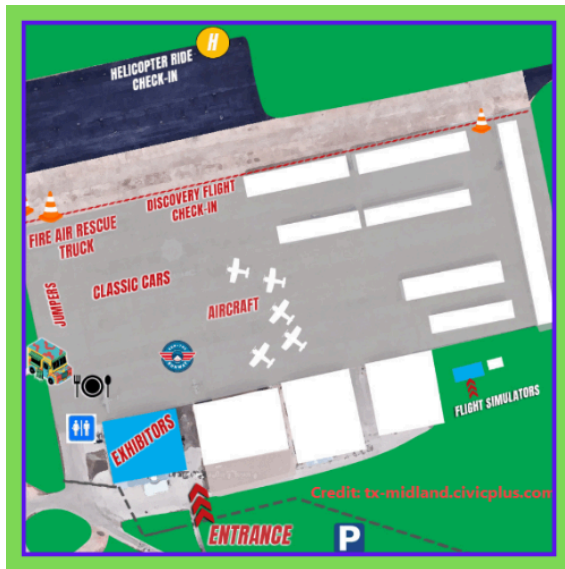 H
HELICOPTER RIDE
CHECK-IN
DISCOVERY FLIGHT
CHECK-IN
FIRE AIR RESCUE
TRUCK
CLASSIC CARS
JUMPERS
AIRCRAFT
FLIGHT SIMULATORS
EXHIBITORS
Credit: tx-midland.civicplus.com
ENTRANCE
P